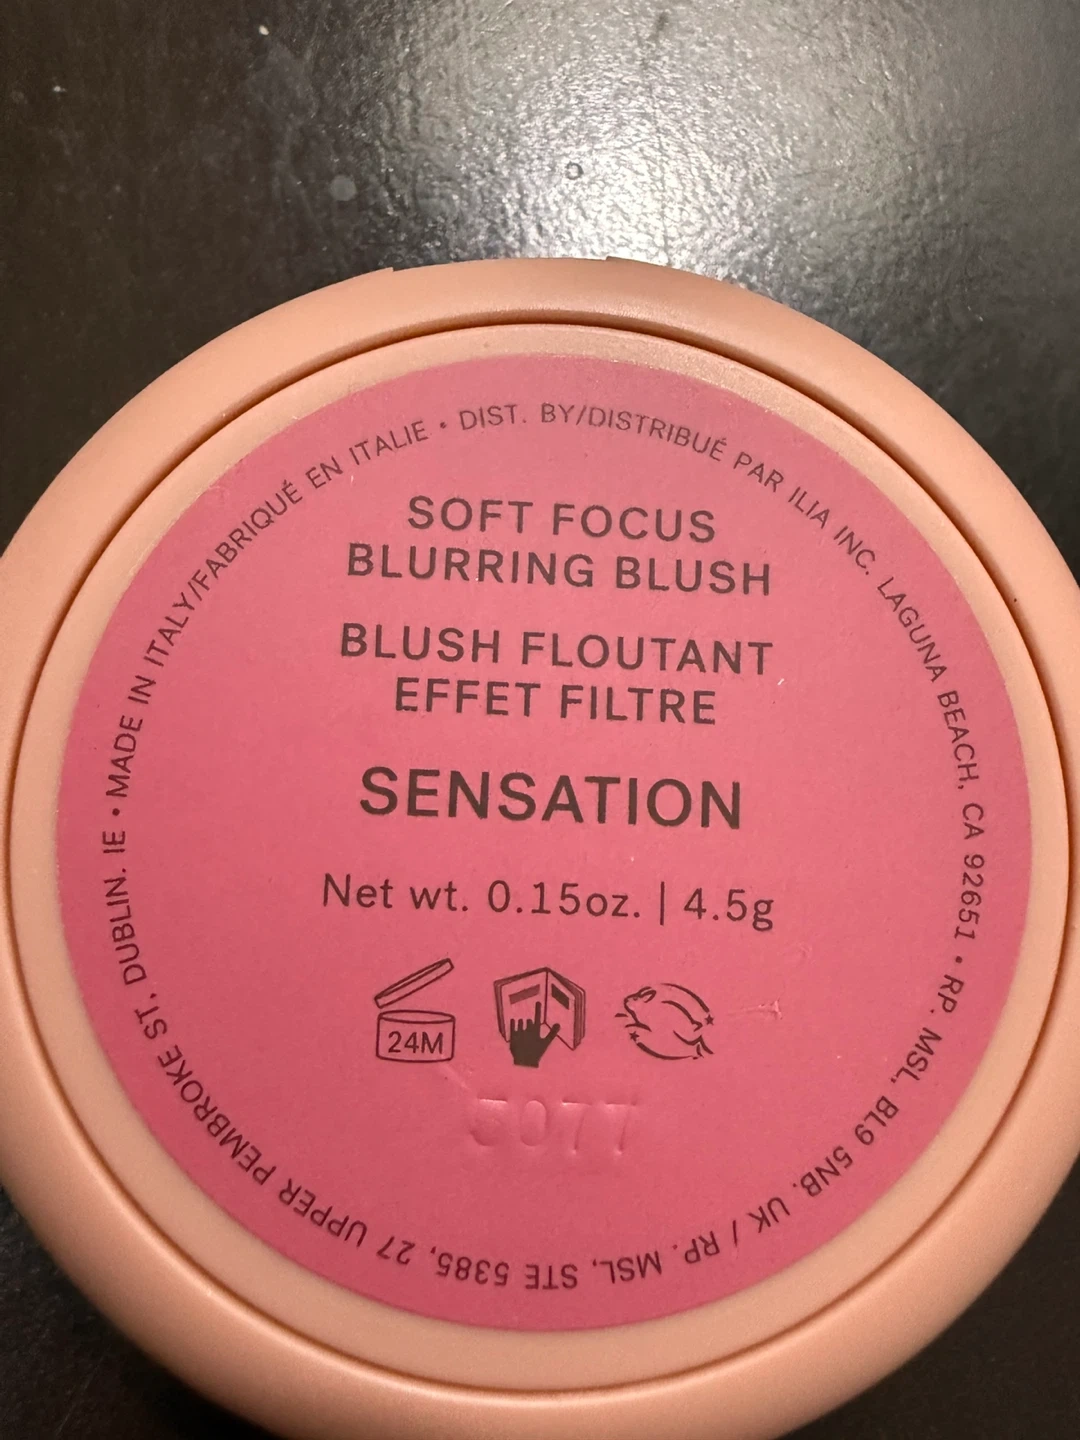 SOFT FOCUS
BLURRING BLUSH
BLUSH FLOUTANT
EFFET FILTRE
SENSATION
Net wt. 0.15oz. | 4.5g
24M
5077
• MADE IN ITALY/FABRIQUÉ EN ITALIE • DIST. BY/DISTRIBUÉ PAR ILIA INC. LAGUNA BEACH, CA 92651 • RP. MSL, BL9 5NB. UK / RP. MSL, STE 5385, 27 UPPER PEMBROKE ST, DUBLIN. IE